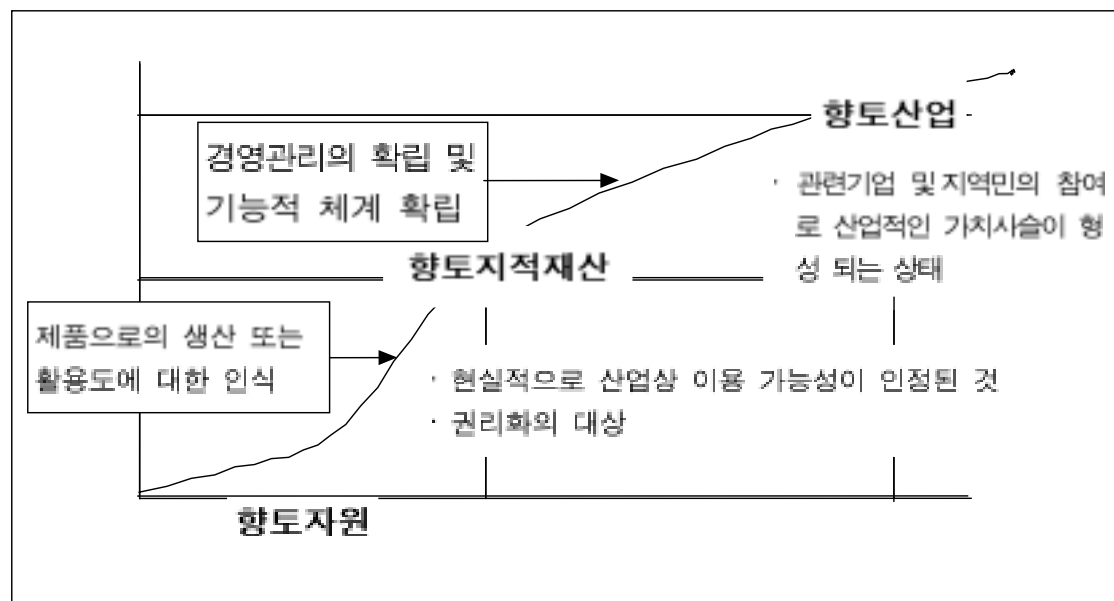 향토산업
경영관리의 확립 및
기능적 체계 확립
· 관련기업 및 지역민의 참여
로 산업적인 가치사슬이 형
성 되는 상태
향토지적재산
제품으로의 생산 또는
활용도에 대한 인식
· 현실적으로 산업상 이용 가능성이 인정된 것
· 권리화의 대상
향토자원